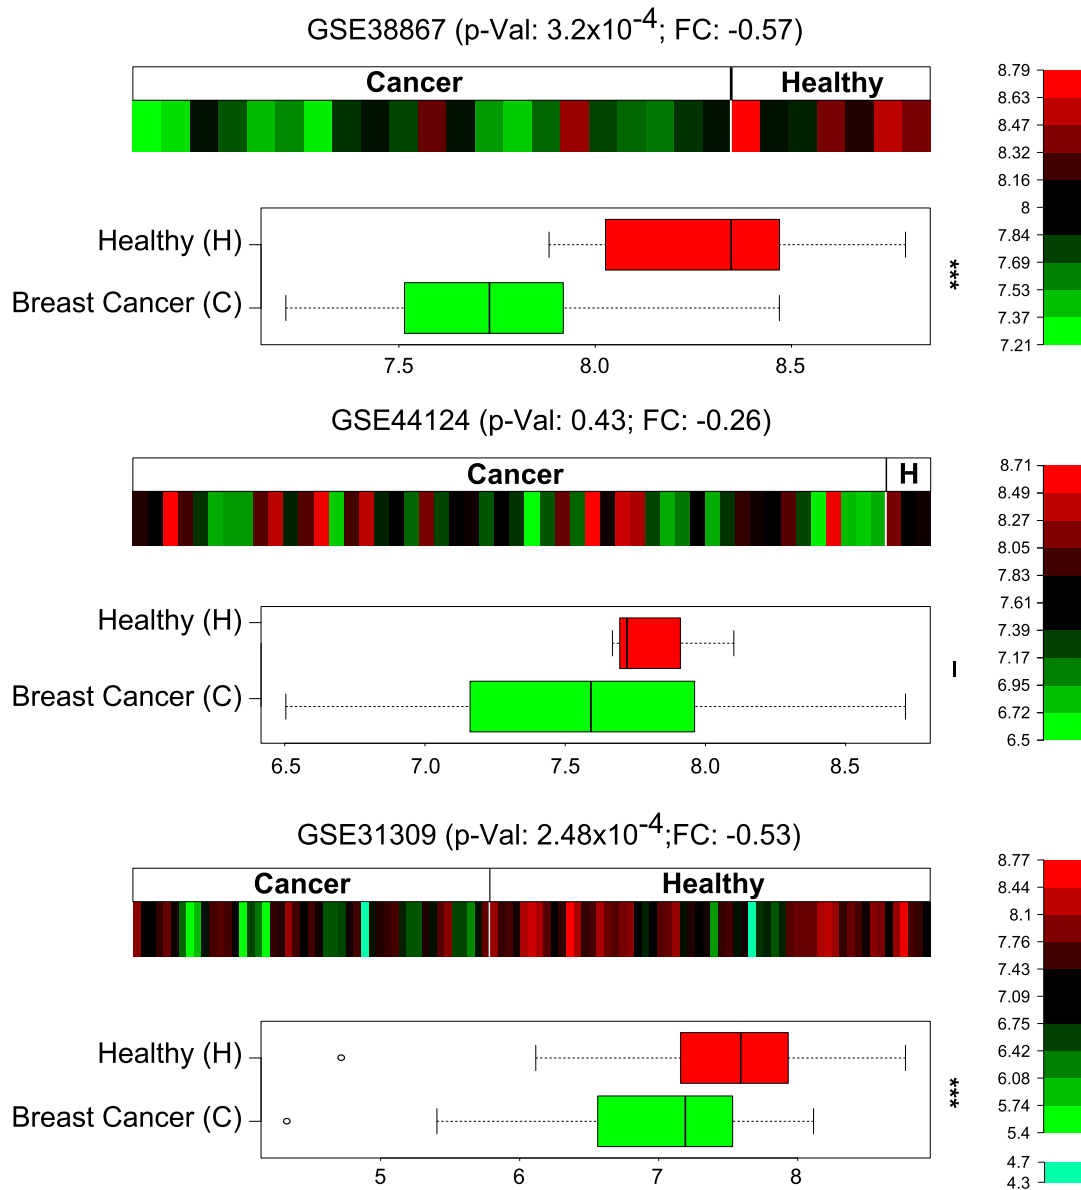 GSE38867 (p-Val: 3.2x10-4; FC: -0.57)
Cancer Healthy
8.79
8.63
8.47
8.32
8.16
8
7.84
7.69
7.53
7.37
7.21
Healthy (H)
Breast Cancer (C)
***
7.5 8.0 8.5
GSE44124 (p-Val: 0.43; FC: -0.26)
Cancer H
8.71
8.49
8.27
8.05
7.83
7.61
7.39
7.17
6.95
6.72
6.5
Healthy (H)
Breast Cancer (C)
-
6.5 7.0 7.5 8.0 8.5
GSE31309 (p-Val: 2.48x10-4;FC: -0.53)
Cancer Healthy
8.77
8.44
8.1
7.76
7.43
7.09
6.75
6.42
6.08
5.74
5.4
4.7
4.3
Healthy (H)
Breast Cancer (C)
***
5 6 7 8